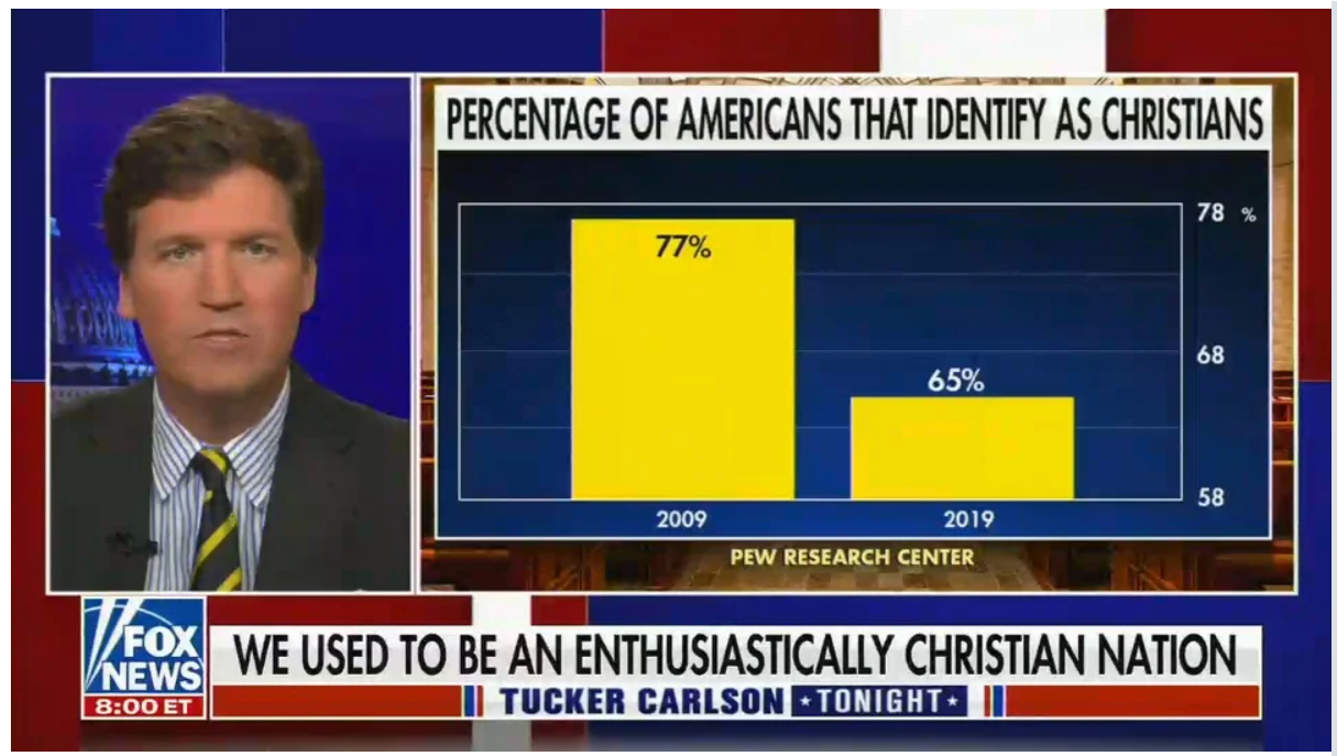 PERCENTAGE OF AMERICANS THAT IDENTIFY AS CHRISTIANS
78 %
77%
68
65%
58
2009 2019
PEW RESEARCH CENTER
FOX
NEWS
8:00 ET
WE USED TO BE AN ENTHUSIASTICALLY CHRISTIAN NATION
TUCKER CARLSON TONIGHT